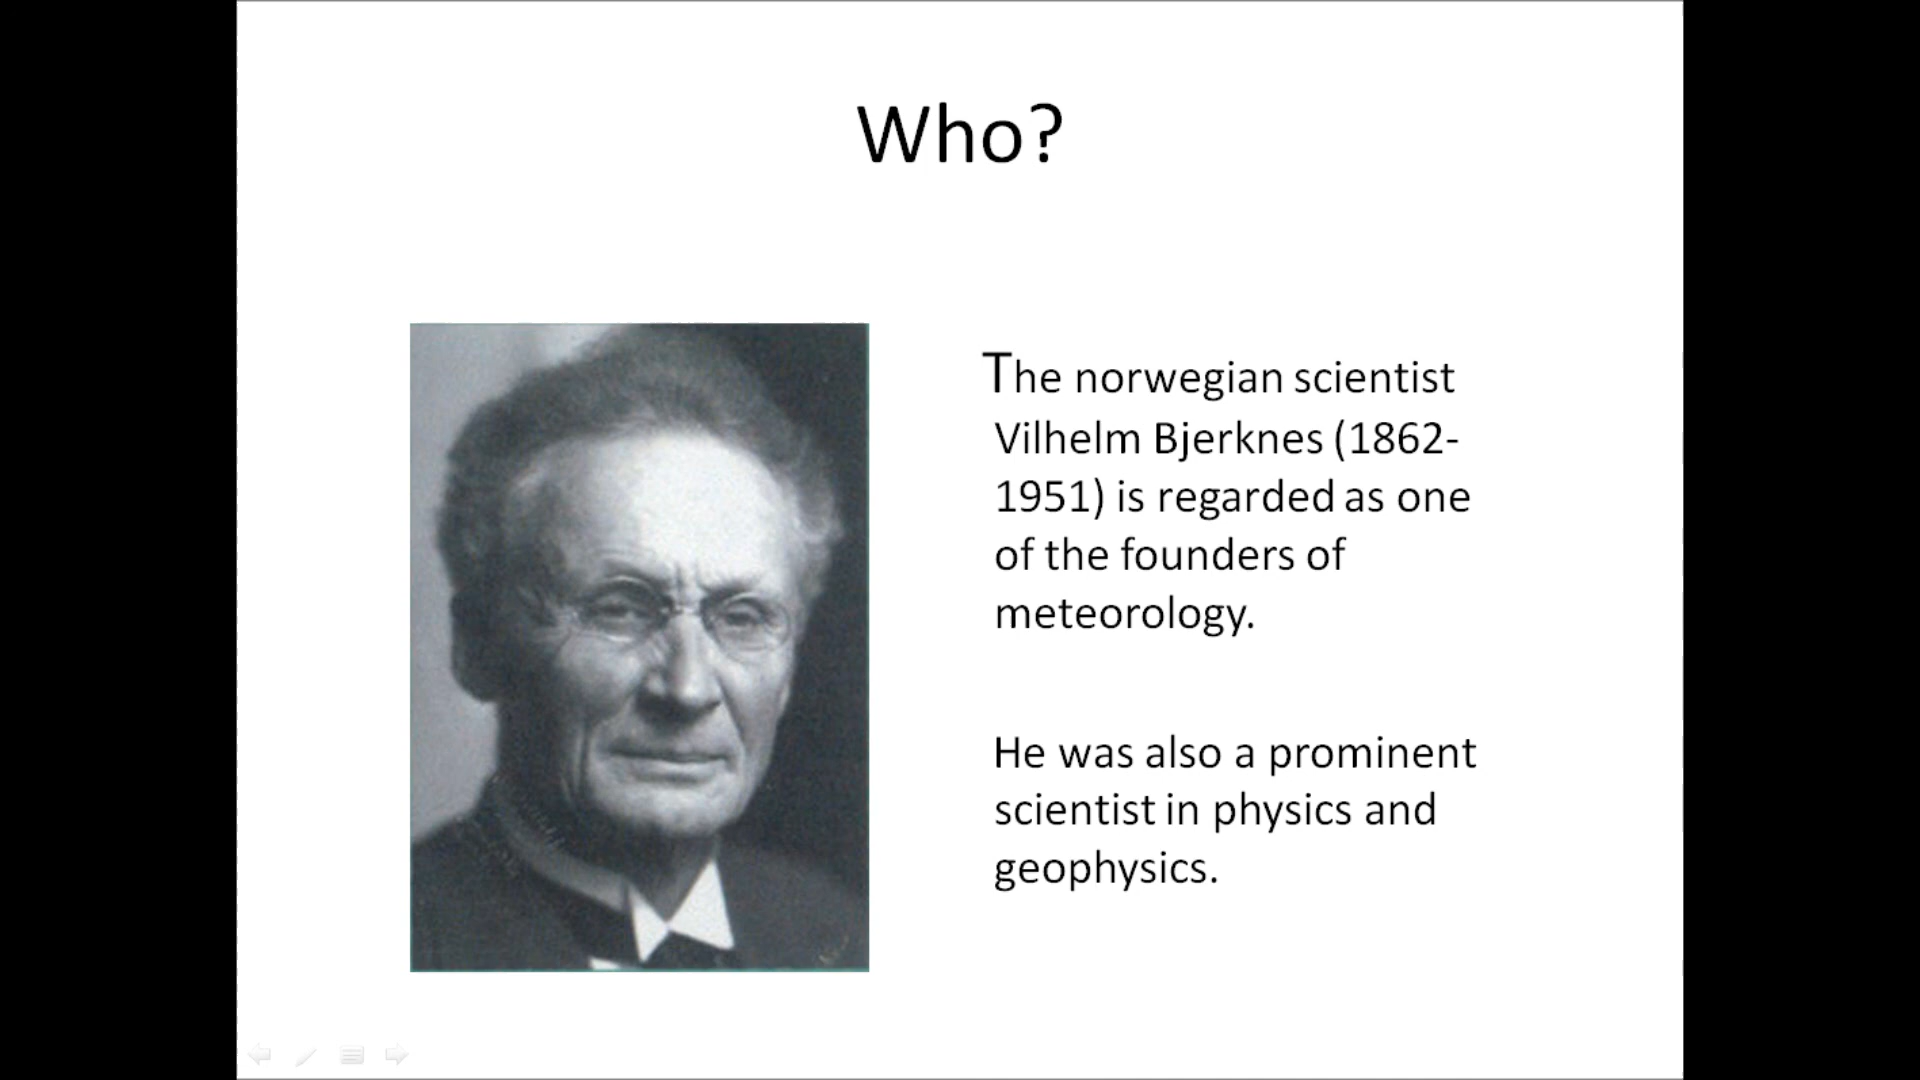 Who?
The norwegian scientist
Vilhelm Bjerknes (1862-
1951) is regarded as one
of the founders of
meteorology.
He was also a prominent
scientist in physics and
geophysics.